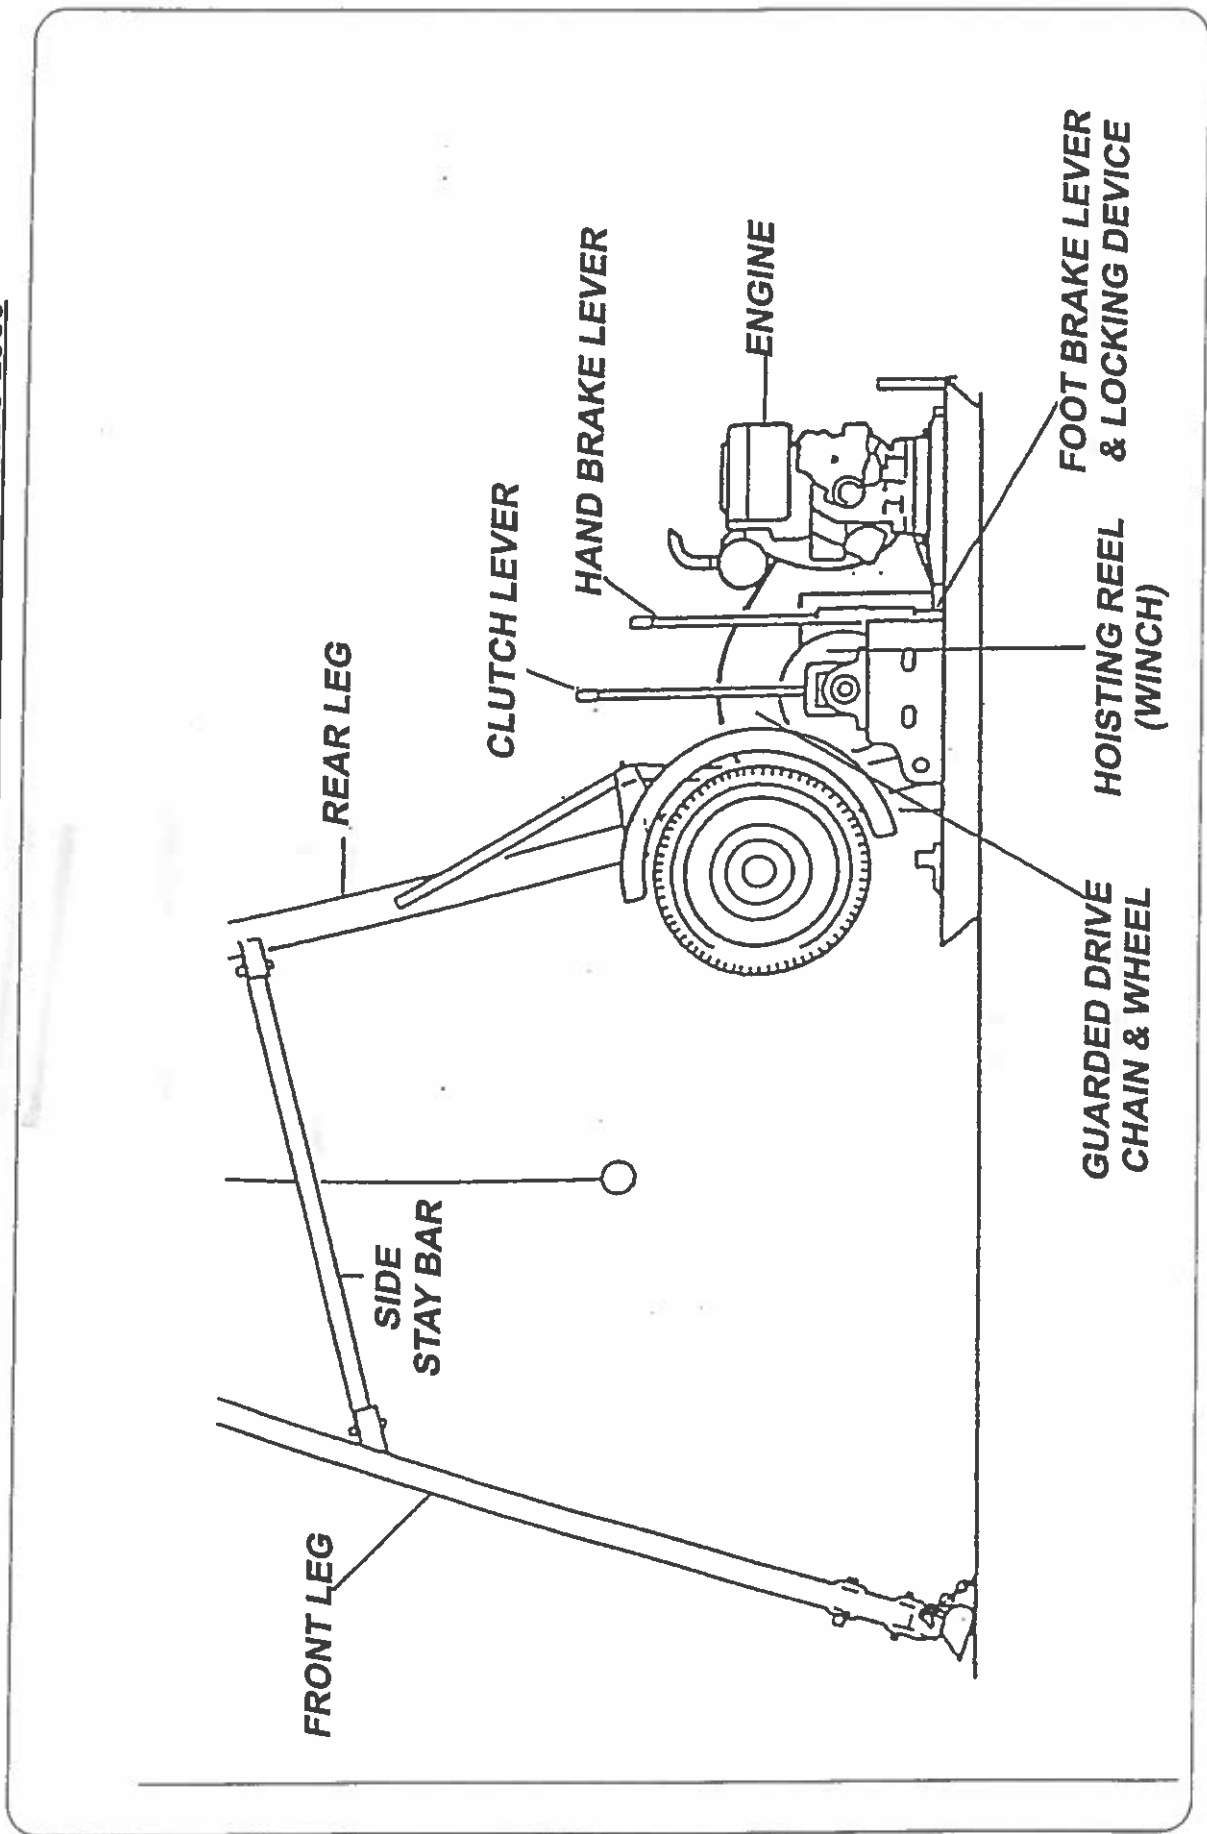 FRONT LEG
SIDE
STAY BAR
REAR LEG
CLUTCH LEVER
HAND BRAKE LEVER
ENGINE
GUARDED DRIVE
CHAIN & WHEEL
HOISTING REEL
(WINCH)
FOOT BRAKE LEVER
& LOCKING DEVICE